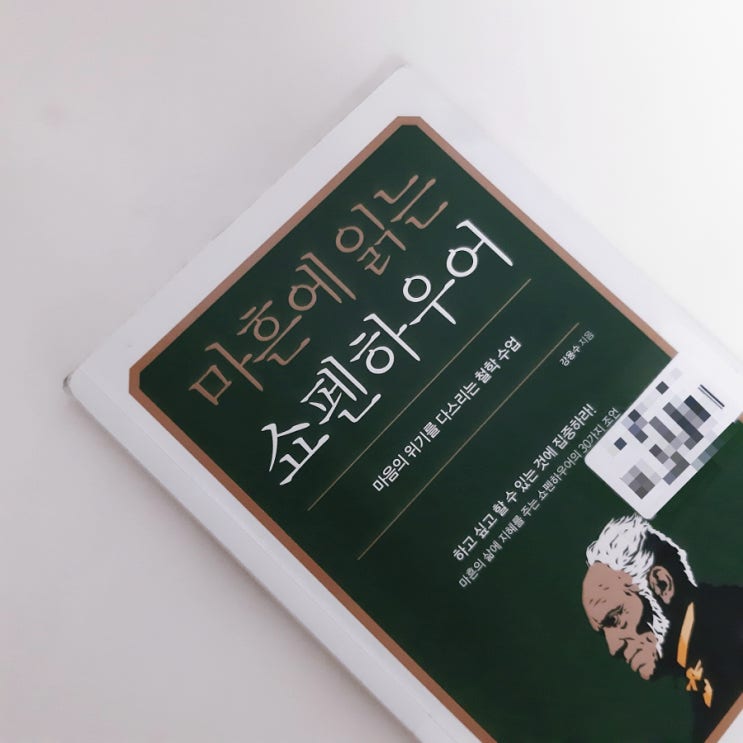 마흔에 읽는
쇼펜하우어
마음의 위기를 다스리는 철학 수업
강용수 지음
하고 싶고 할 수 있는 것에 집중하라!
마흔의 삶에 지혜를 주는 쇼펜하우어의 30가지 조언